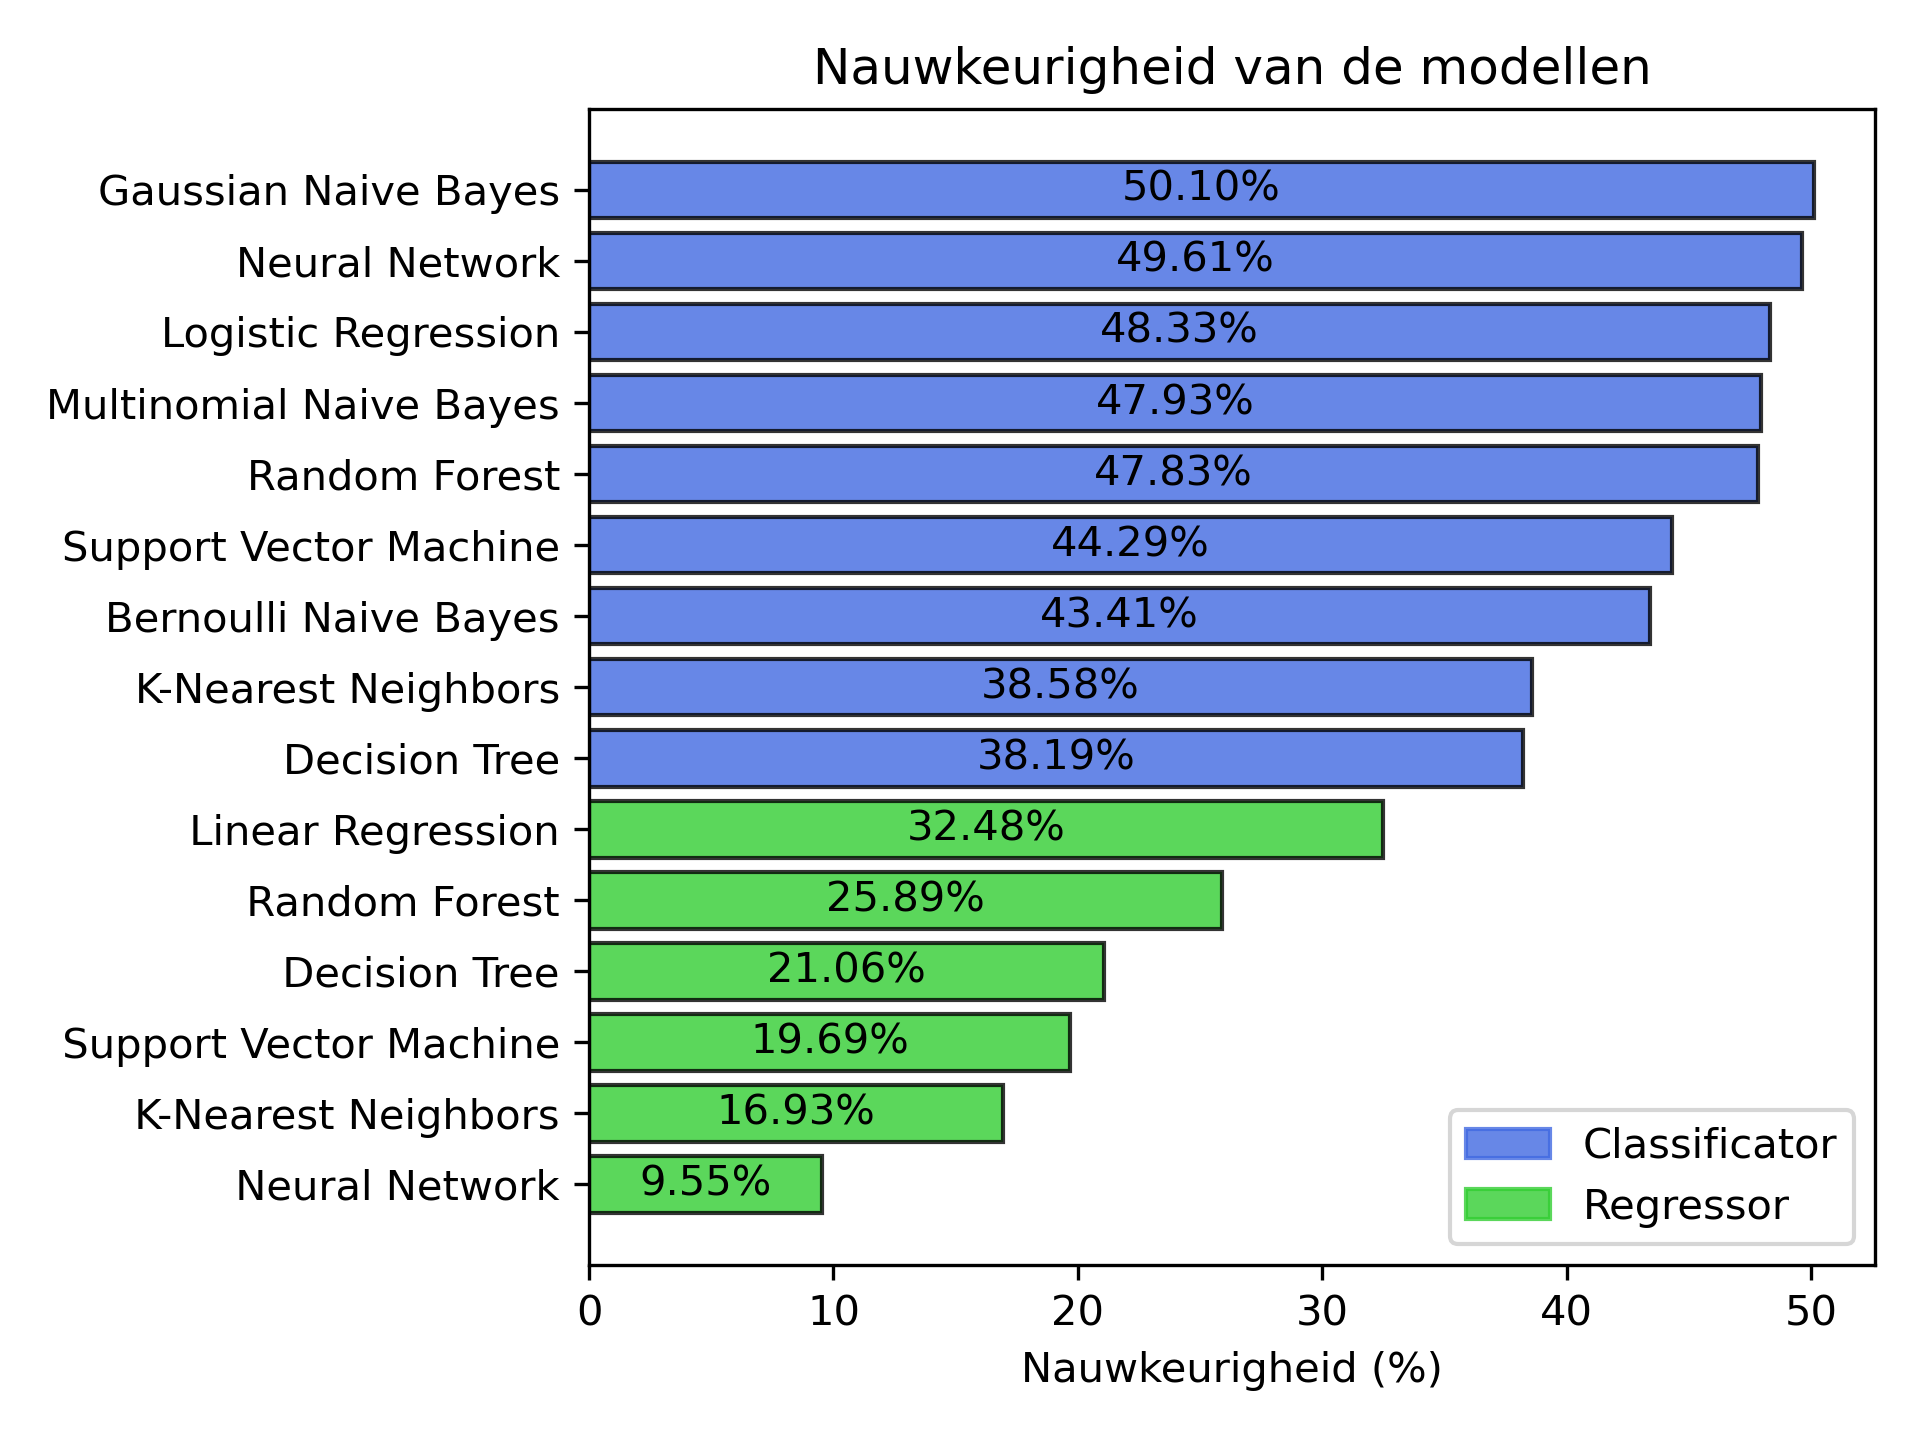 Nauwkeurigheid van de modellen
Gaussian Naive Bayes 50.10%
Neural Network 49.61%
Logistic Regression 48.33%
Multinomial Naive Bayes 47.93%
Random Forest 47.83%
Support Vector Machine 44.29%
Bernoulli Naive Bayes 43.41%
K-Nearest Neighbors 38.58%
Decision Tree 38.19%
Linear Regression 32.48%
Random Forest 25.89%
Decision Tree 21.06%
Support Vector Machine 19.69%
K-Nearest Neighbors 16.93%
Neural Network 9.55%
Classificator
Regressor
0 10 20 30 40 50
Nauwkeurigheid (%)